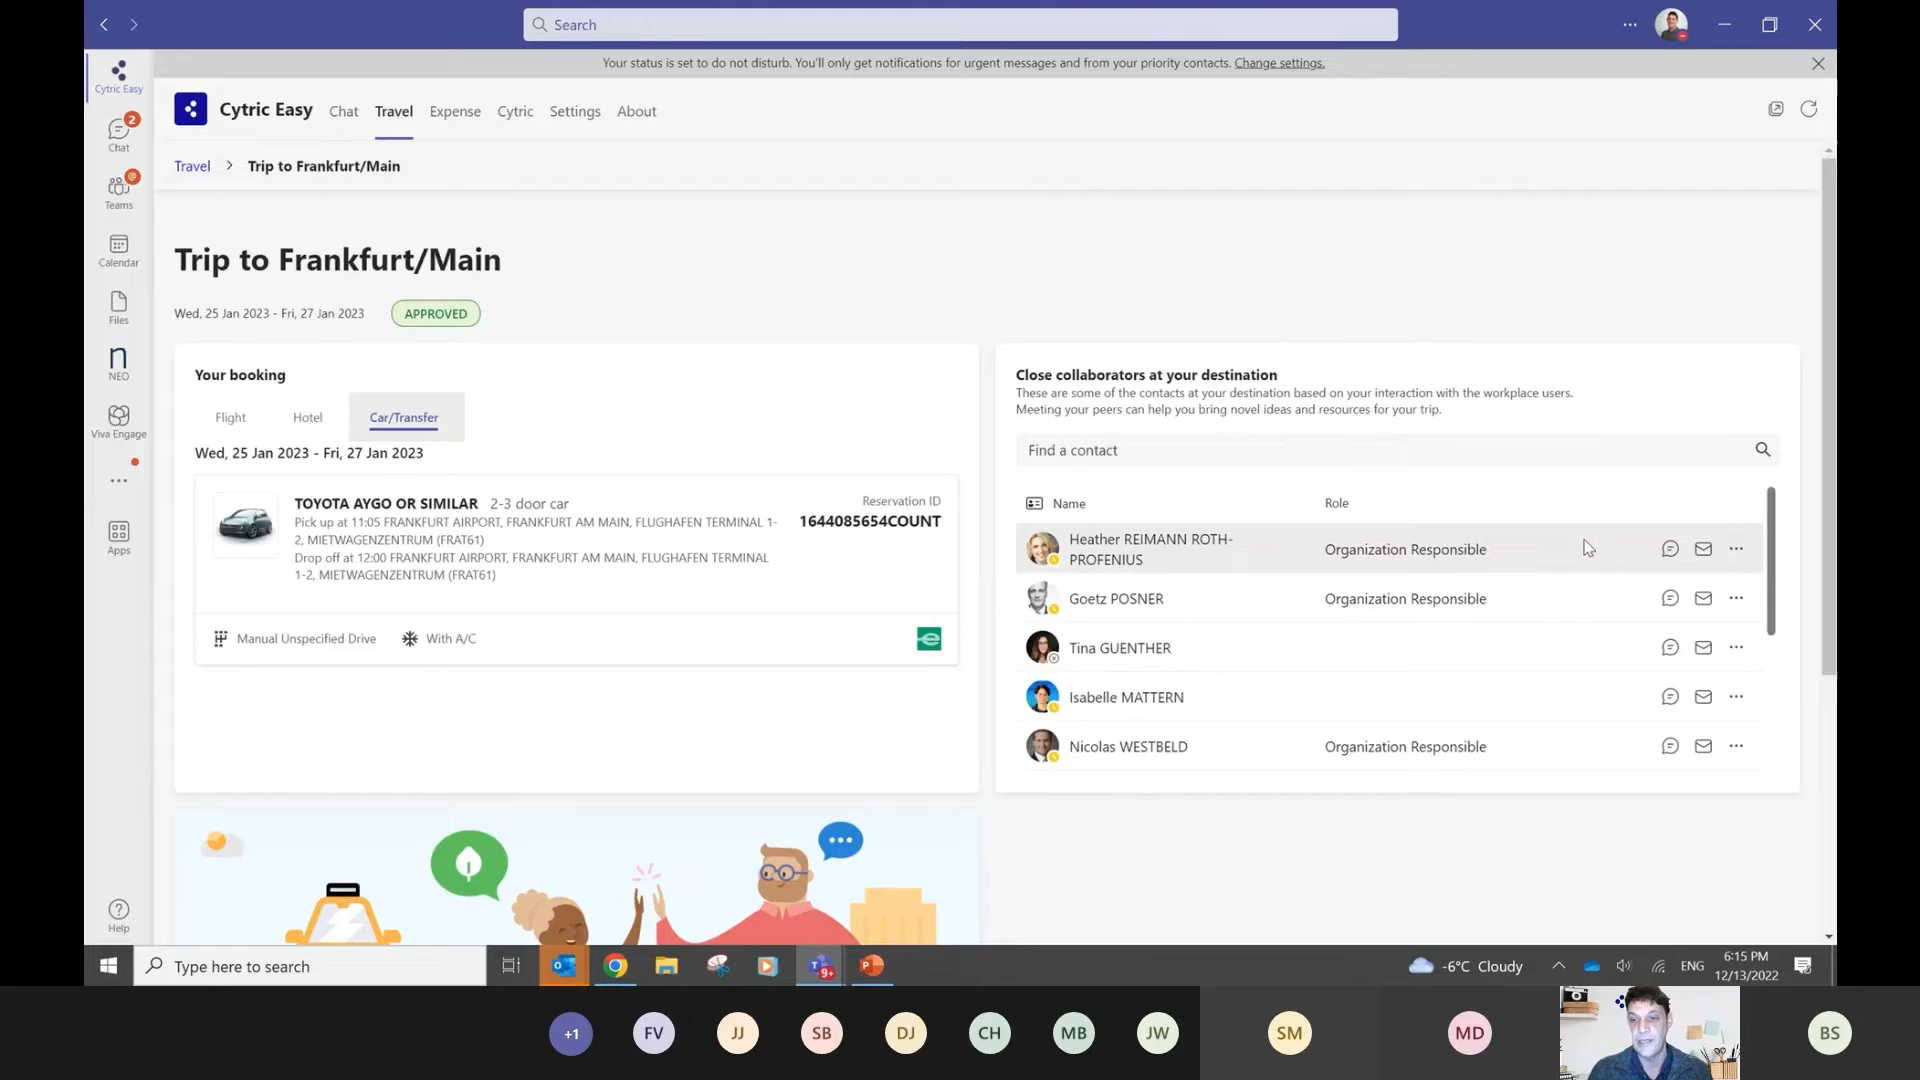 Search
Your status is set to do not disturb. You'll only get notifications for urgent messages and from your priority contacts. Change settings.
Cytric Easy
2
Chat
@
Teams
Calendar
Files
n
NEO
Viva Engage
Apps
Help
Cytric Easy Chat Travel Expense Cytric Settings About
Travel > Trip to Frankfurt/Main
Trip to Frankfurt/Main
Wed, 25 Jan 2023 - Fri, 27 Jan 2023 APPROVED
Your booking
Flight Hotel Car/Transfer
Wed, 25 Jan 2023 - Fri, 27 Jan 2023
TOYOTA AYGO OR SIMILAR 2-3 door car
Pick up at 11:05 FRANKFURT AIRPORT, FRANKFURT AM MAIN, FLUGHAFEN TERMINAL 1-
2, MIETWAGENZENTRUM (FRAT61)
Drop off at 12:00 FRANKFURT AIRPORT, FRANKFURT AM MAIN, FLUGHAFEN TERMINAL
1-2, MIETWAGENZENTRUM (FRAT61)
Reservation ID
1644085654COUNT
Manual Unspecified Drive With A/C
e
Close collaborators at your destination
These are some of the contacts at your destination based on your interaction with the workplace users.
Meeting your peers can help you bring novel ideas and resources for your trip.
Find a contact
Name Role
Heather REIMANN ROTH-
PROFENIUS
Organization Responsible
Goetz POSNER Organization Responsible
Tina GUENTHER
Isabelle MATTERN
Nicolas WESTBELD Organization Responsible
Type here to search
9+
-6°C Cloudy
ENG
6:15 PM
12/13/2022
+1 FV JJ SB DJ CH MB JW SM MD BS